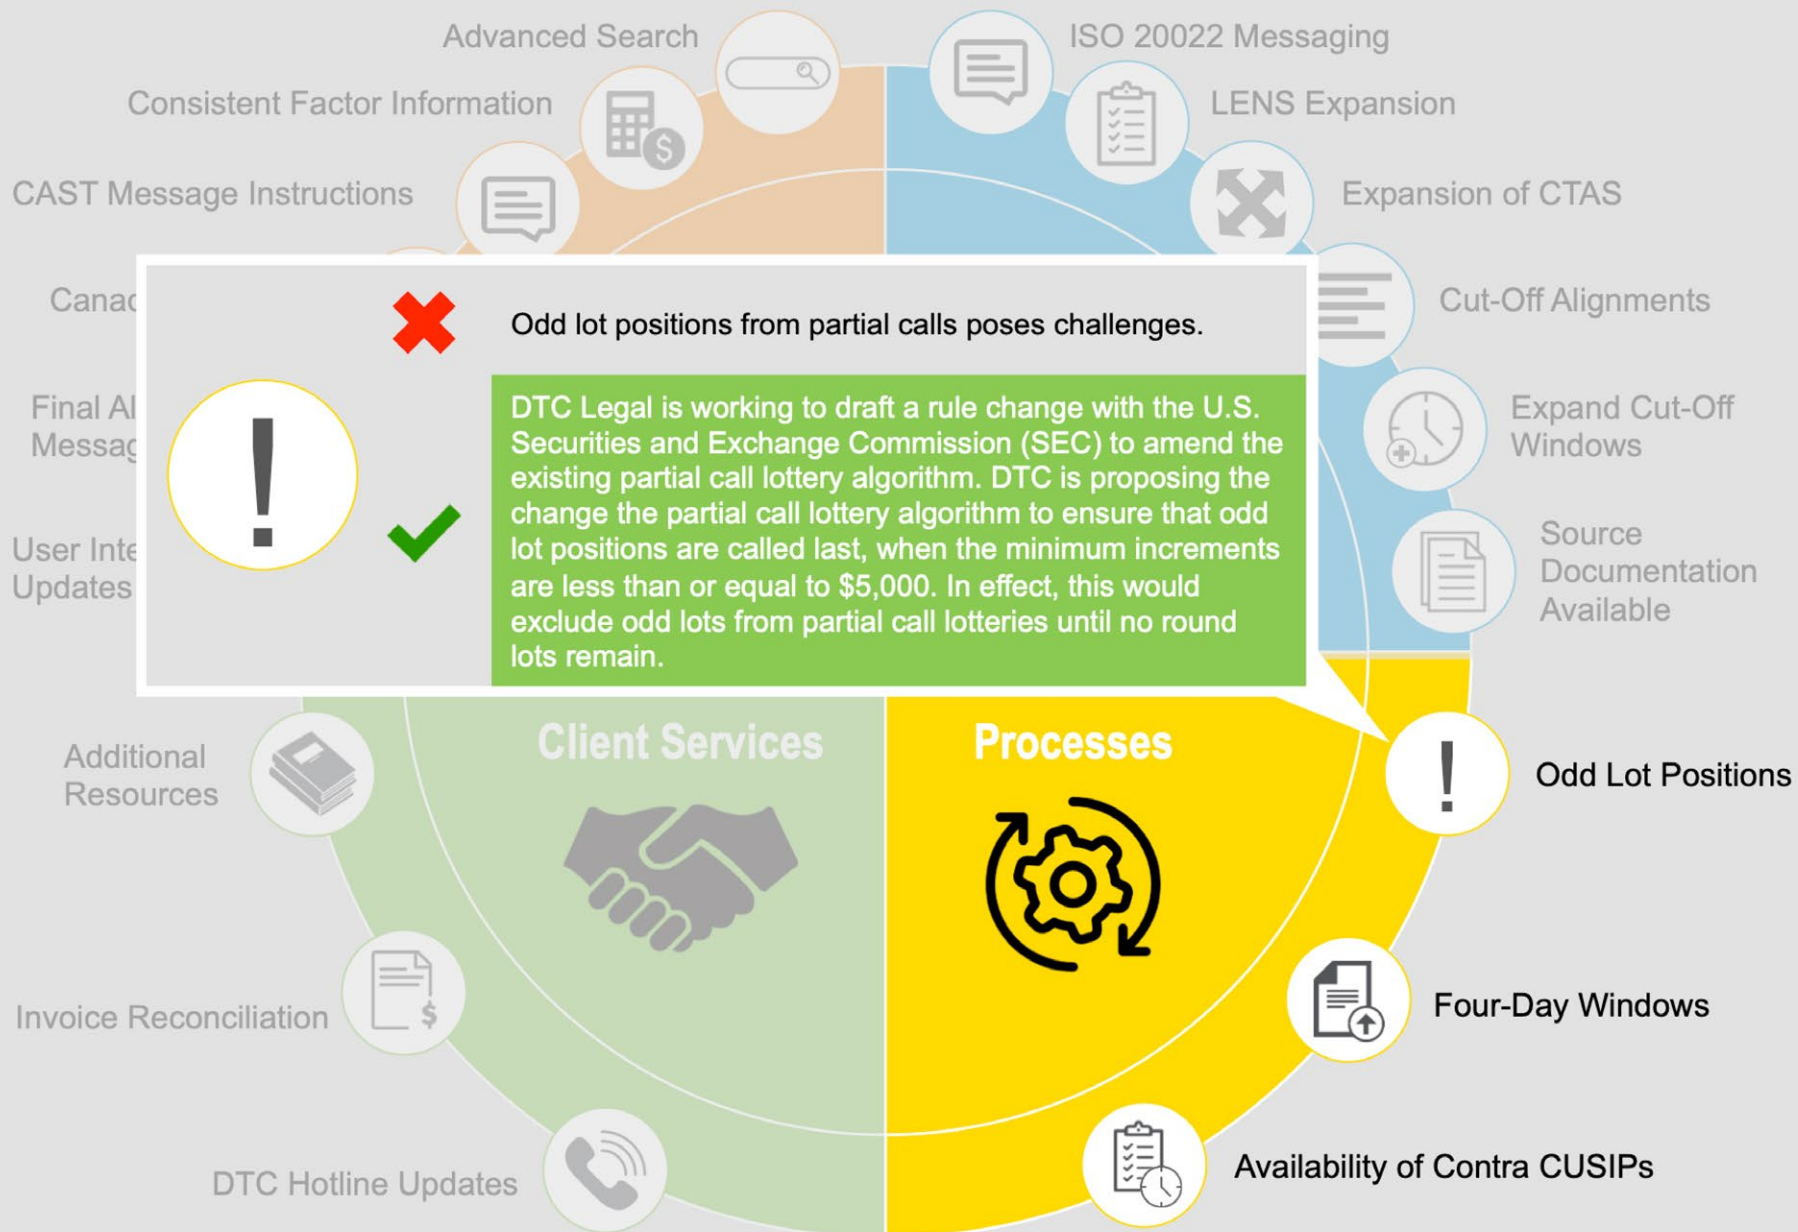 Advanced Search
ISO 20022 Messaging
Consistent Factor Information
LENS Expansion
CAST Message Instructions
Expansion of CTAS
Cut-Off Alignments
Final
Messag
User Inte
Updates
Expand Cut-Off
Windows
Source
Documentation
Available
Odd lot positions from partial calls poses challenges.
DTC Legal is working to draft a rule change with the U.S.
Securities and Exchange Commission (SEC) to amend the
existing partial call lottery algorithm. DTC is proposing the
change the partial call lottery algorithm to ensure that odd
lot positions are called last, when the minimum increments
are less than or equal to $5,000. In effect, this would
exclude odd lots from partial call lotteries until no round
lots remain.
!
Client Services
Processes
Additional
Resources
!
Odd Lot Positions
Invoice Reconciliation
$
Four-Day Windows
DTC Hotline Updates
Availability of Contra CUSIPs